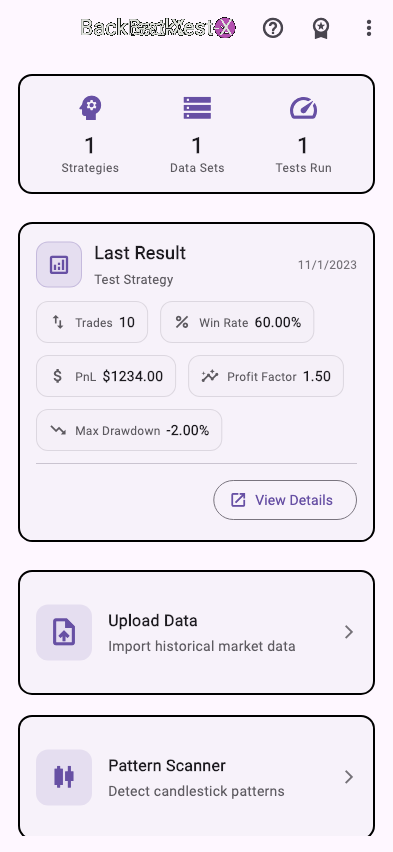 1
1
1
Strategies
Data Sets
Tests Run
Last Result
11/1/2023
Test Strategy
Trades 10
Win Rate 60.00%
PnL $1234.00
Profit Factor 1.50
Max Drawdown -2.00%
View Details
Upload Data
Import historical market data
Pattern Scanner
Detect candlestick patterns